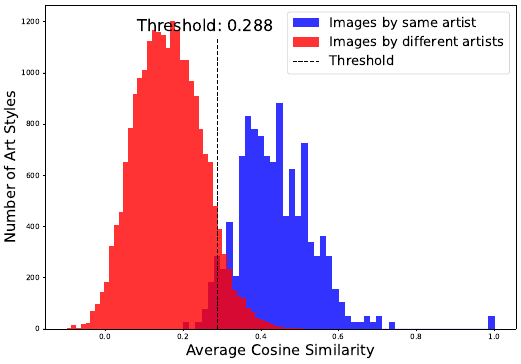 Threshold: 0.288
Images by same artist
Images by different artists
Threshold
Number of Art Styles
1200
1000
800
600
400
200
0
0.0 0.2 0.4 0.6 0.8 1.0
Average Cosine Similarity